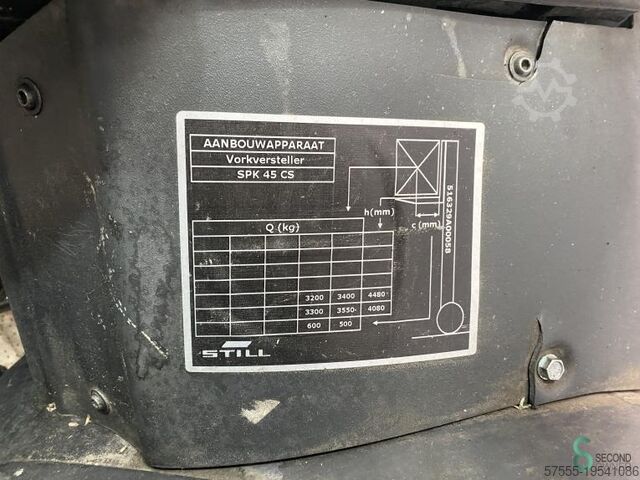 AANBOUWAPPARAAT
Vorkversteller
SPK 45 CS
h(mm)
c (mm)
516329A00058
Q (kg)
3200 3400 4480
3300 3550 4080
600 500
STILL
SECOND
57555-19541086